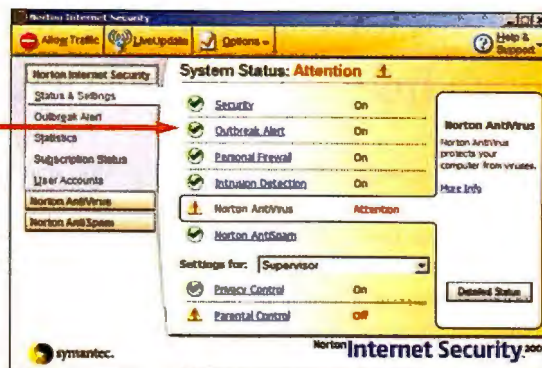 Norton Internet Security
Allow Traffic
LiveUpdate
Options
Help & Support
Norton Internet Security
Status & Settings
Outbreak Alert
Statistics
Subscription Status
User Accounts
Norton AntiVirus
Norton AntiSpam
System Status: Attention
Security On
Outbreak Alert On
Personal Firewall On
Intrusion Detection On
Norton AntiVirus Attention
Norton AntiSpam
Settings for: Supervisor
Privacy Control On
Parental Control Off
Norton AntiVirus
Norton AntiVirus
protects your
computer from viruses.
More Info
Detailed Status
symantec.
Norton Internet Security